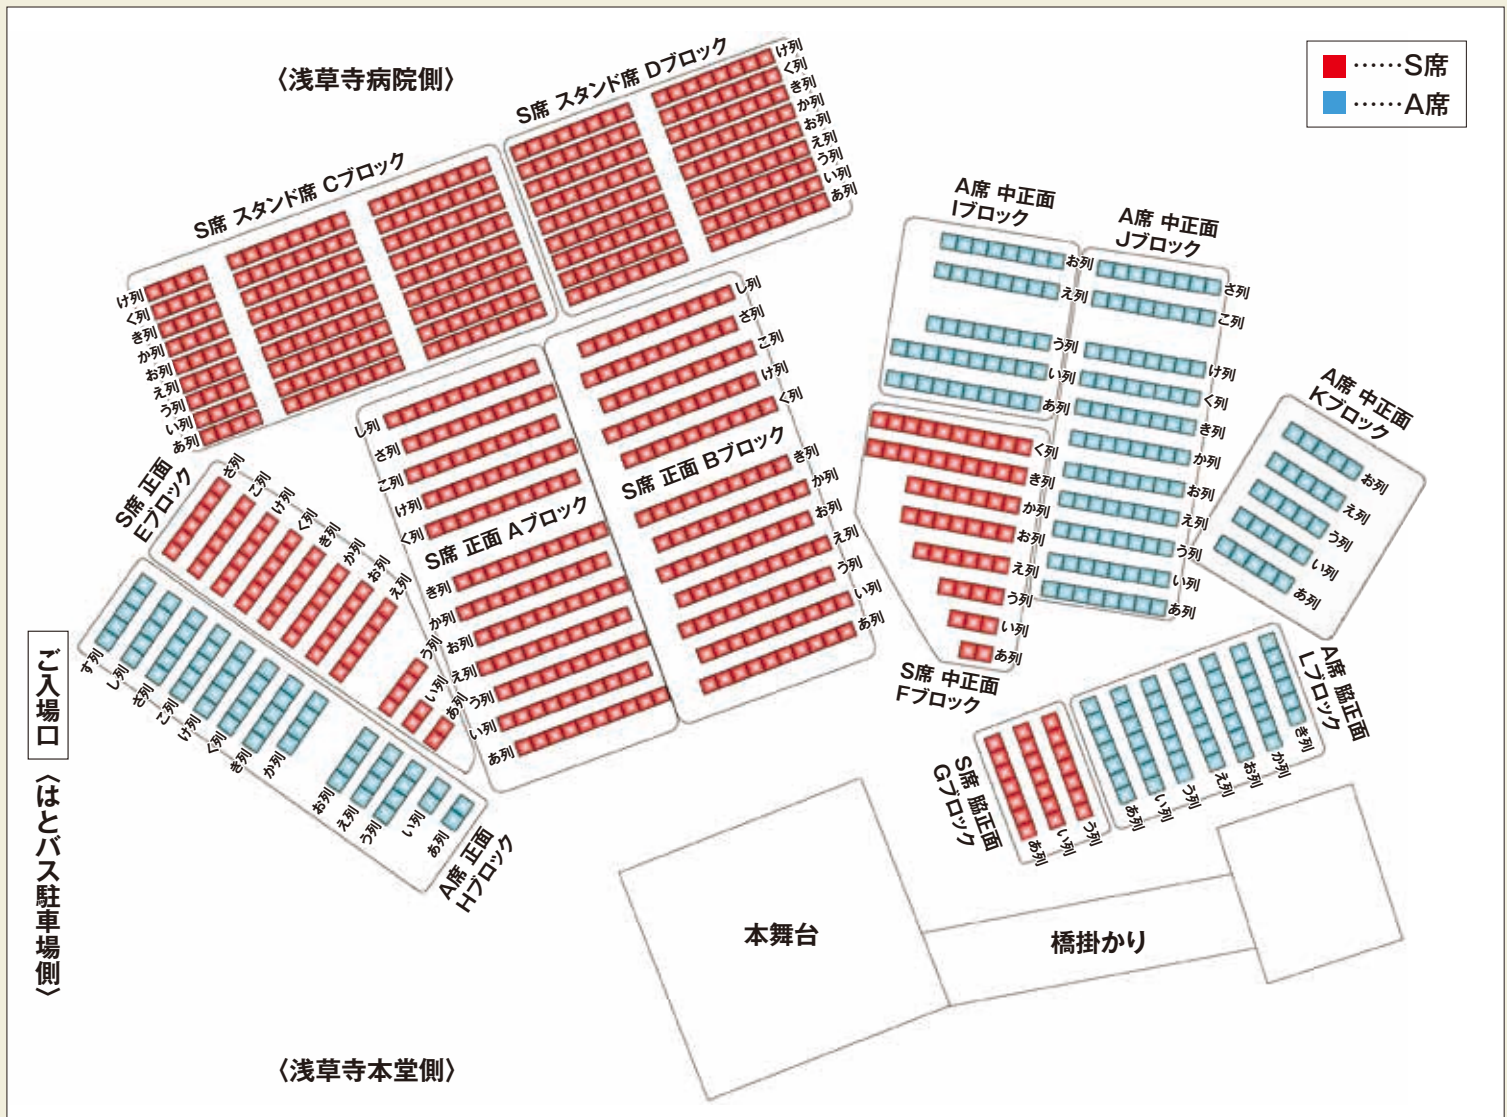 〈浅草寺病院側〉
……S席
……A席
S席 スタンド席 Dブロック
け列
く列
き列
か列
お列
え列
う列
い列
あ列
S席 スタンド席 Cブロック
け列
く列
き列
か列
お列
え列
う列
い列
あ列
A席 中正面
Iブロック
お列
え列
う列
い列
あ列
A席 中正面
Jブロック
さ列
こ列
け列
く列
き列
か列
お列
え列
う列
い列
あ列
A席 中正面
Kブロック
お列
え列
う列
い列
あ列
S席 正面 Bブロック
し列
さ列
こ列
け列
く列
き列
か列
お列
え列
う列
い列
あ列
S席 正面 Aブロック
し列
さ列
こ列
け列
く列
き列
か列
お列
え列
う列
い列
あ列
S席 正面
Eブロック
さ列
こ列
け列
く列
き列
か列
お列
え列
う列
い列
あ列
く列
き列
か列
お列
え列
う列
い列
あ列
S席 中正面
Fブロック
す列
し列
さ列
こ列
け列
く列
き列
か列
お列
え列
う列
い列
あ列
A席 正面
Hブロック
S席 脇正面
Gブロック
あ列
い列
う列
A席 脇正面
Lブロック
あ列
い列
う列
え列
お列
か列
き列
ご入場口
〈はとバス駐車場側〉
本舞台
橋掛かり
〈浅草寺本堂側〉